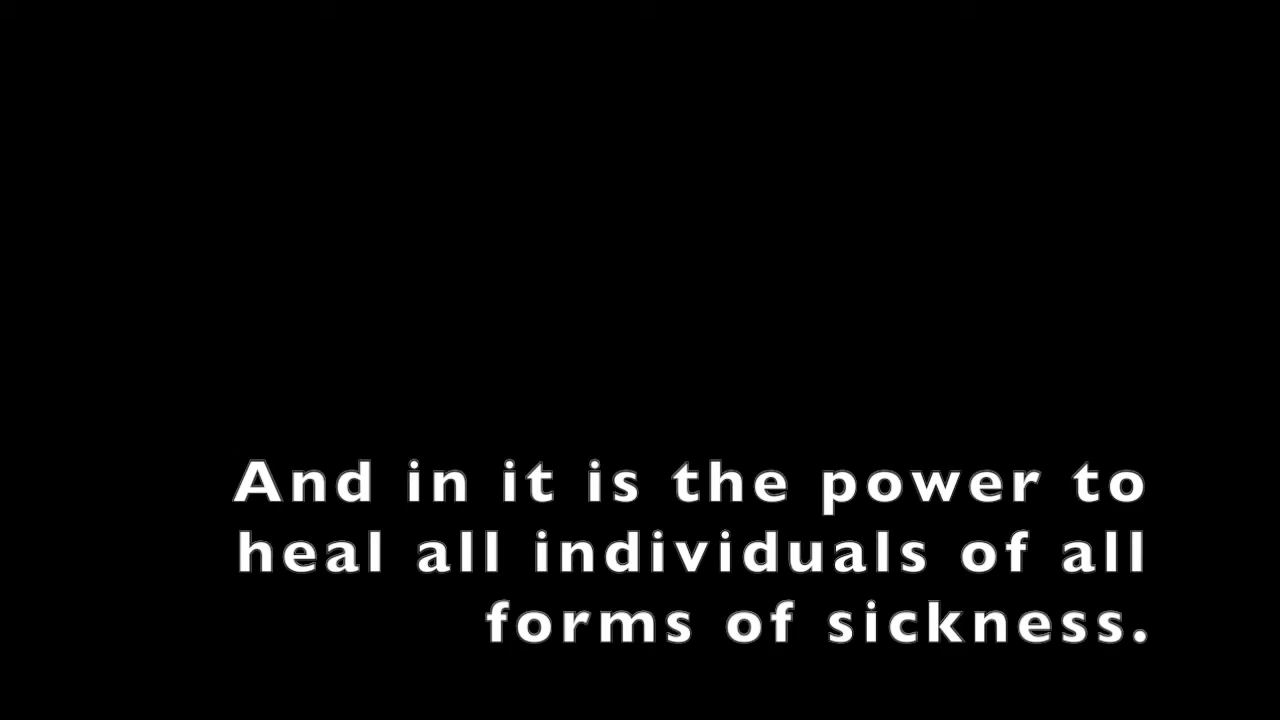 And in it is the power to
heal all individuals of all
forms of sickness.